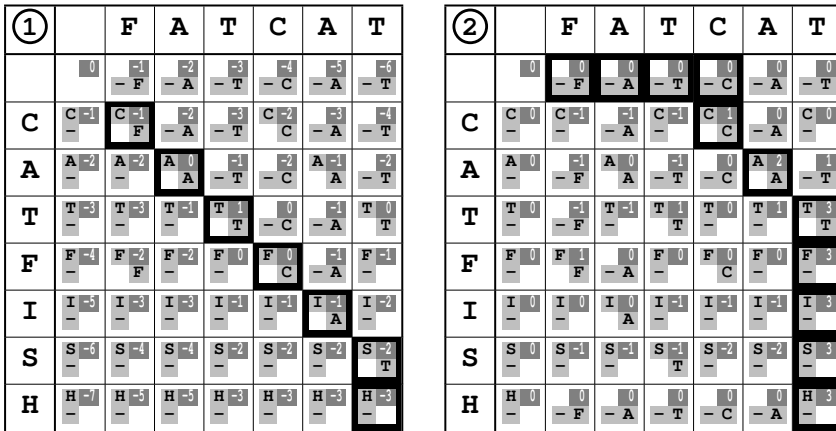 ① F A T C A T
0 -1 -2 -3 -4 -5 -6
– F – A – T – C – A – T
C C -1 C -1 -2 -3 C -2 -3 -4
– F – A – T C – A – T
A A -2 A -2 A 0 -1 -2 A -1 -2
– – A – T – C A – T
T T -3 T -3 T -1 T 1 0 -1 T 0
– – – T – C – A T
F F -4 F -2 F -2 F 0 F 0 -1 F -1
– F – – C – A –
I I -5 I -3 I -3 I -1 I -1 I -1 I -2
– – – – – A –
S S -6 S -4 S -4 S -2 S -2 S -2 S -2
– – – – – – T
H H -7 H -5 H -5 H -3 H -3 H -3 H -3
– – – – – – –
② F A T C A T
0 0 0 0 0 0 0
– F – A – T – C – A – T
C C 0 C -1 -1 C -1 C 1 0 C 0
– – – A – C – A –
A A 0 -1 A 0 -1 0 A 2 1
– – F A – T – C A – T
T T 0 -1 T -1 T 1 T 0 T 1 T 3
– – F – T – – T
F F 0 F 1 0 F 0 F 0 F 0 F 3
– F – A – C – –
I I 0 I 0 I 0 I -1 I -1 I -1 I 3
– – A – – – –
S S 0 S -1 S -1 S -1 S -2 S -2 S 3
– – – T – – –
H H 0 0 0 0 0 0 H 3
– – F – A – T – C – A –